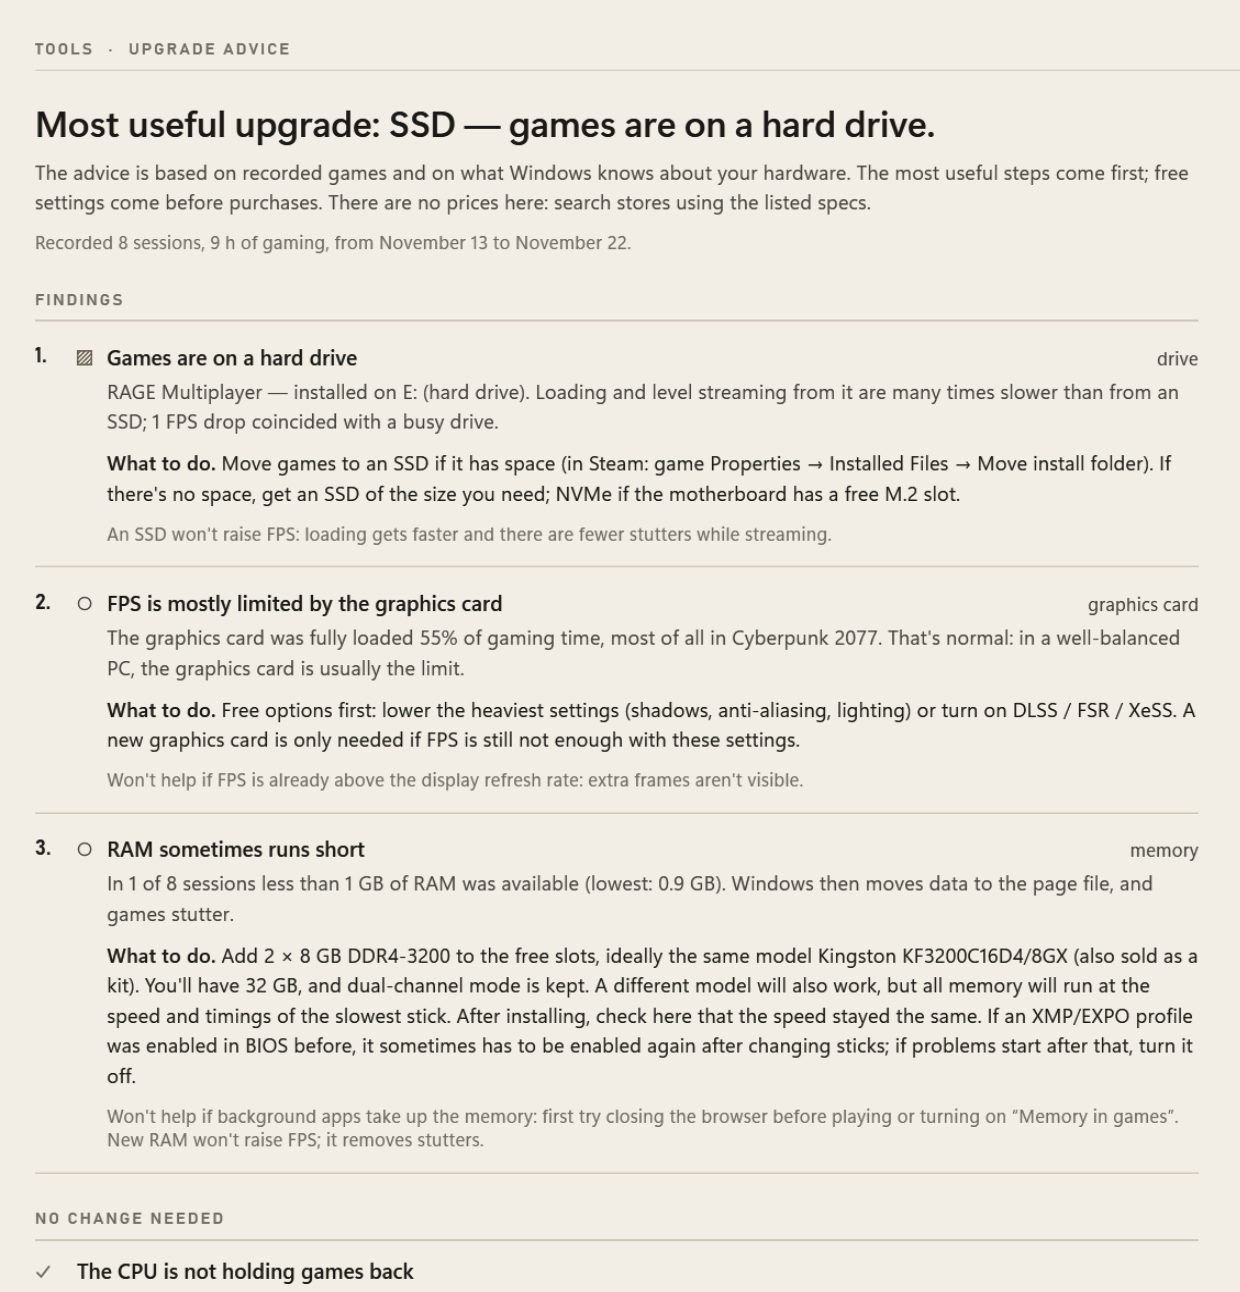 TOOLS · UPGRADE ADVICE
Most useful upgrade: SSD — games are on a hard drive.
The advice is based on recorded games and on what Windows knows about your hardware. The most useful steps come first; free
settings come before purchases. There are no prices here: search stores using the listed specs.
Recorded 8 sessions, 9 h of gaming, from November 13 to November 22.
FINDINGS
1. Games are on a hard drive drive
RAGE Multiplayer — installed on E: (hard drive). Loading and level streaming from it are many times slower than from an
SSD; 1 FPS drop coincided with a busy drive.
What to do. Move games to an SSD if it has space (in Steam: game Properties → Installed Files → Move install folder). If
there's no space, get an SSD of the size you need; NVMe if the motherboard has a free M.2 slot.
An SSD won't raise FPS: loading gets faster and there are fewer stutters while streaming.
2. FPS is mostly limited by the graphics card graphics card
The graphics card was fully loaded 55% of gaming time, most of all in Cyberpunk 2077. That's normal: in a well-balanced
PC, the graphics card is usually the limit.
What to do. Free options first: lower the heaviest settings (shadows, anti-aliasing, lighting) or turn on DLSS / FSR / XeSS. A
new graphics card is only needed if FPS is still not enough with these settings.
Won't help if FPS is already above the display refresh rate: extra frames aren't visible.
3. RAM sometimes runs short memory
In 1 of 8 sessions less than 1 GB of RAM was available (lowest: 0.9 GB). Windows then moves data to the page file, and
games stutter.
What to do. Add 2 × 8 GB DDR4-3200 to the free slots, ideally the same model Kingston KF3200C16D4/8GX (also sold as a
kit). You'll have 32 GB, and dual-channel mode is kept. A different model will also work, but all memory will run at the
speed and timings of the slowest stick. After installing, check here that the speed stayed the same. If an XMP/EXPO profile
was enabled in BIOS before, it sometimes has to be enabled again after changing sticks; if problems start after that, turn it
off.
Won't help if background apps take up the memory: first try closing the browser before playing or turning on “Memory in games”.
New RAM won't raise FPS; it removes stutters.
NO CHANGE NEEDED
The CPU is not holding games back